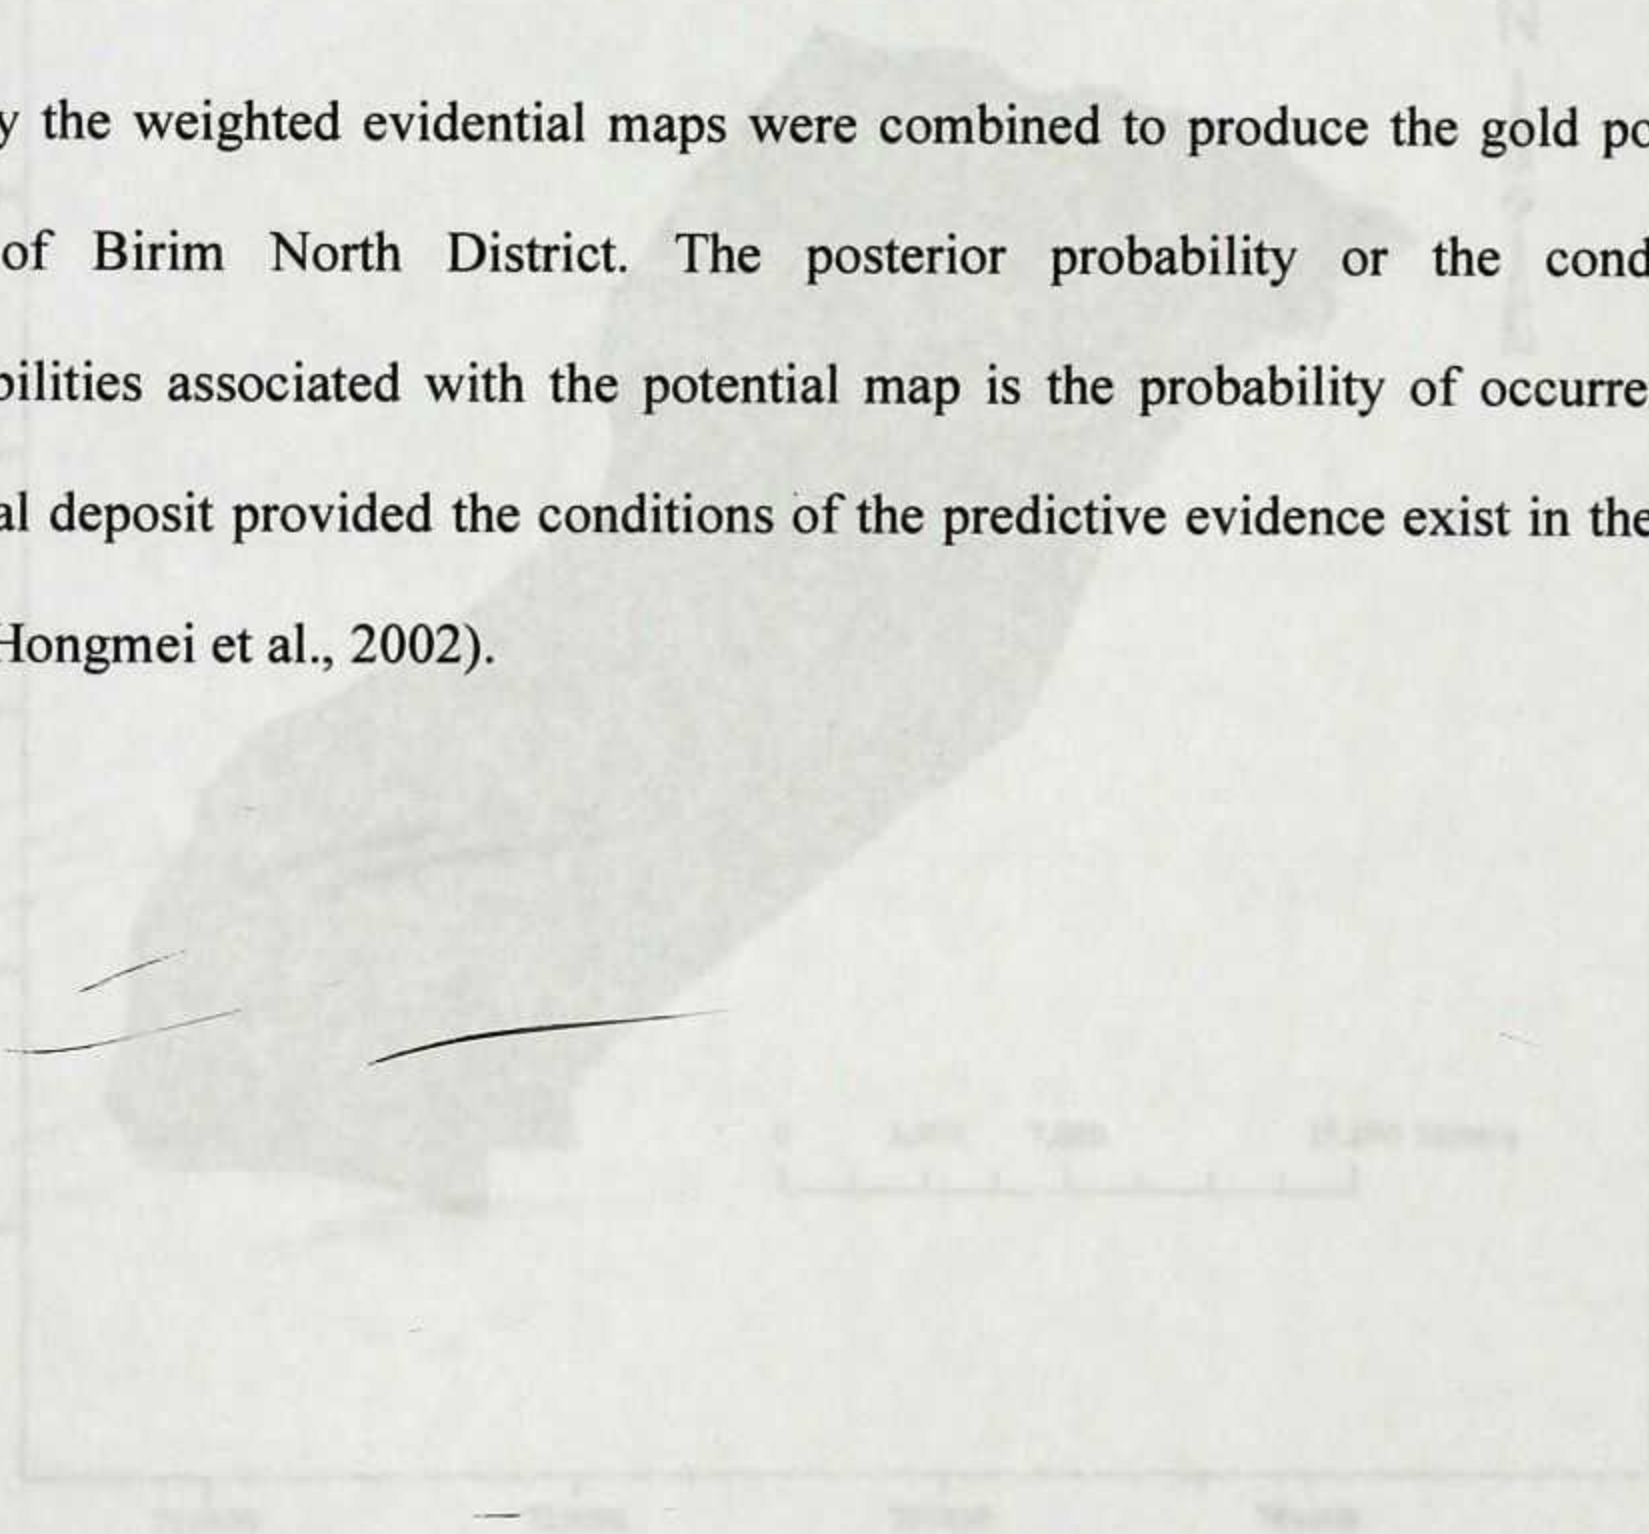 y the weighted evidential maps were combined to produce the gold po
of Birim North District. The posterior probability or the cond
bilities associated with the potential map is the probability of occurre
al deposit provided the conditions of the predictive evidence exist in the
Hongmei et al., 2002).